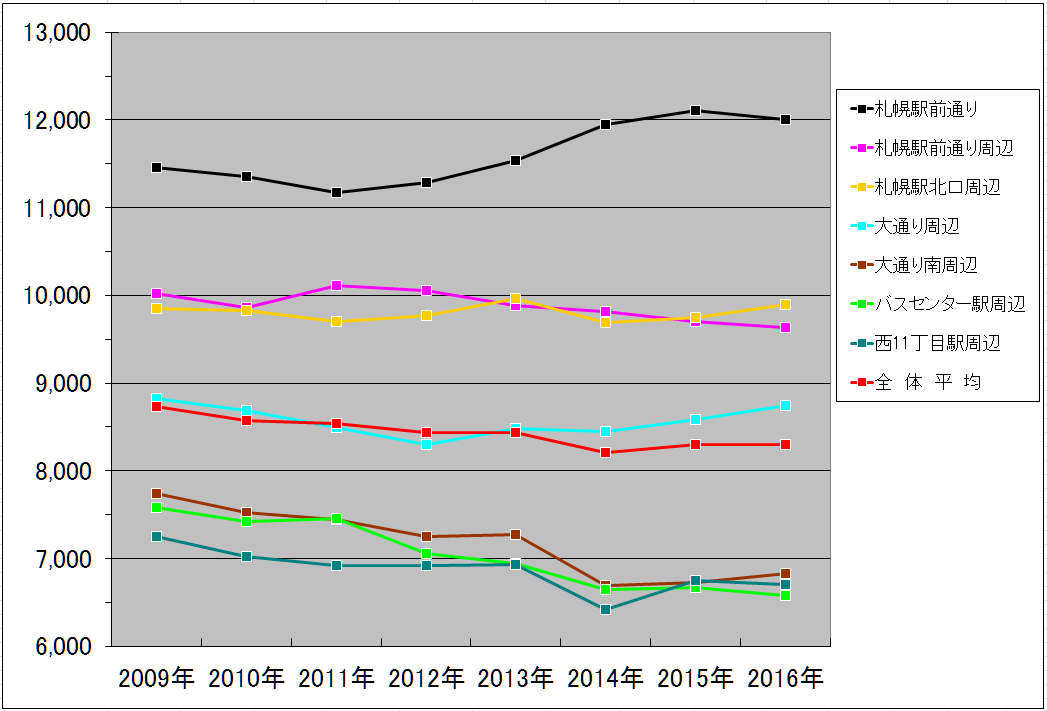 13,000
12,000
11,000
10,000
9,000
8,000
7,000
6,000
2009年 2010年 2011年 2012年 2013年 2014年 2015年 2016年
札幌駅前通り
札幌駅前通り周辺
札幌駅北口周辺
大通り周辺
大通り南周辺
バスセンター駅周辺
西11丁目駅周辺
全 体 平 均